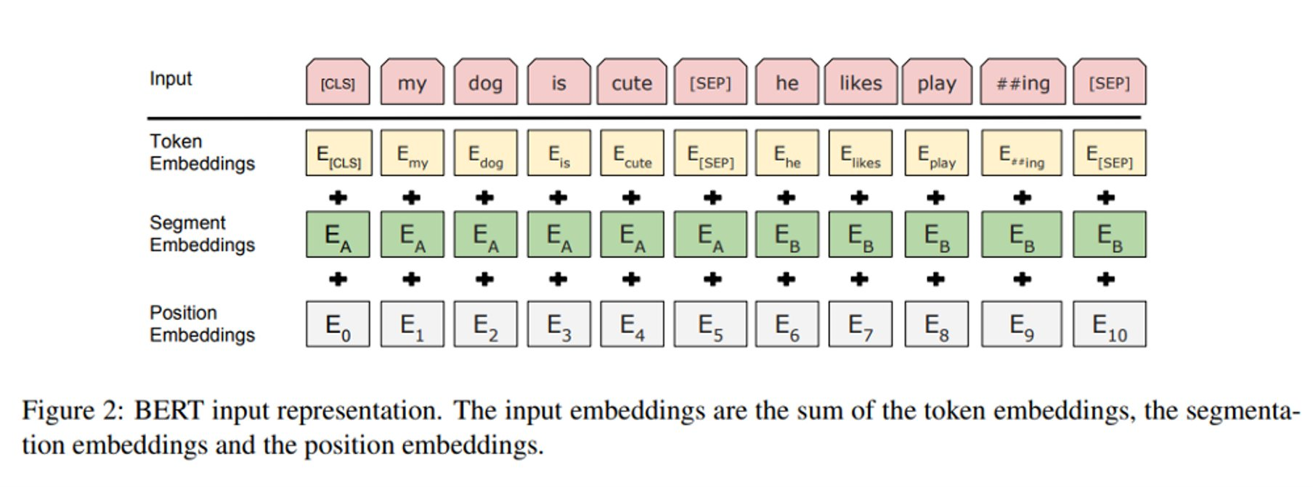 Input [CLS] my dog is cute [SEP] he likes play ##ing [SEP]
Token
Embeddings E[CLS] Emy Edog Eis Ecute E[SEP] Ehe Elikes Eplay E##ing E[SEP]
+ + + + + + + + + + +
Segment
Embeddings EA EA EA EA EA EA EB EB EB EB EB
+ + + + + + + + + + +
Position
Embeddings E0 E1 E2 E3 E4 E5 E6 E7 E8 E9 E10
Figure 2: BERT input representation. The input embeddings are the sum of the token embeddings, the segmenta-
tion embeddings and the position embeddings.